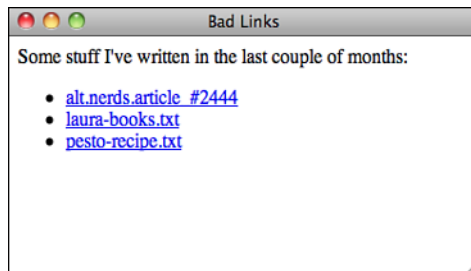 Bad Links
Some stuff I've written in the last couple of months:
alt.nerds.article #2444
laura-books.txt
pesto-recipe.txt